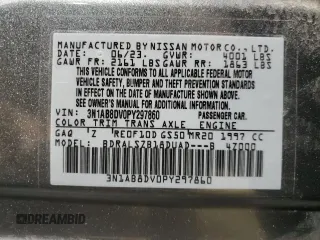 MANUFACTURED BY NISSAN MOTOR CO., LTD.
DATE: 06/23 GVWR: 4001 LBS
GAWR FR: 2161 LBS GAWR RR: 1863 LBS
THIS VEHICLE CONFORMS TO ALL APPLICABLE FEDERAL MOTOR VEHICLE
SAFETY, BUMPER AND THEFT PREVENTION STANDARDS IN EFFECT
ON THE DATE OF MANUFACTURE SHOWN ABOVE.
SEE OWNER'S MANUAL FOR ADDITIONAL INFORMATION.
VIN: 3N1AB8DV0PY297860 PASSENGER CAR
COLOR TRIM TRANS AXLE ENGINE
GAQ Z RE0F10D GS50 MR20 1997 CC
MODEL: BDRALSZB18DUAD---B 4Z000
3N1AB8DV0PY297860
© DREAMBID